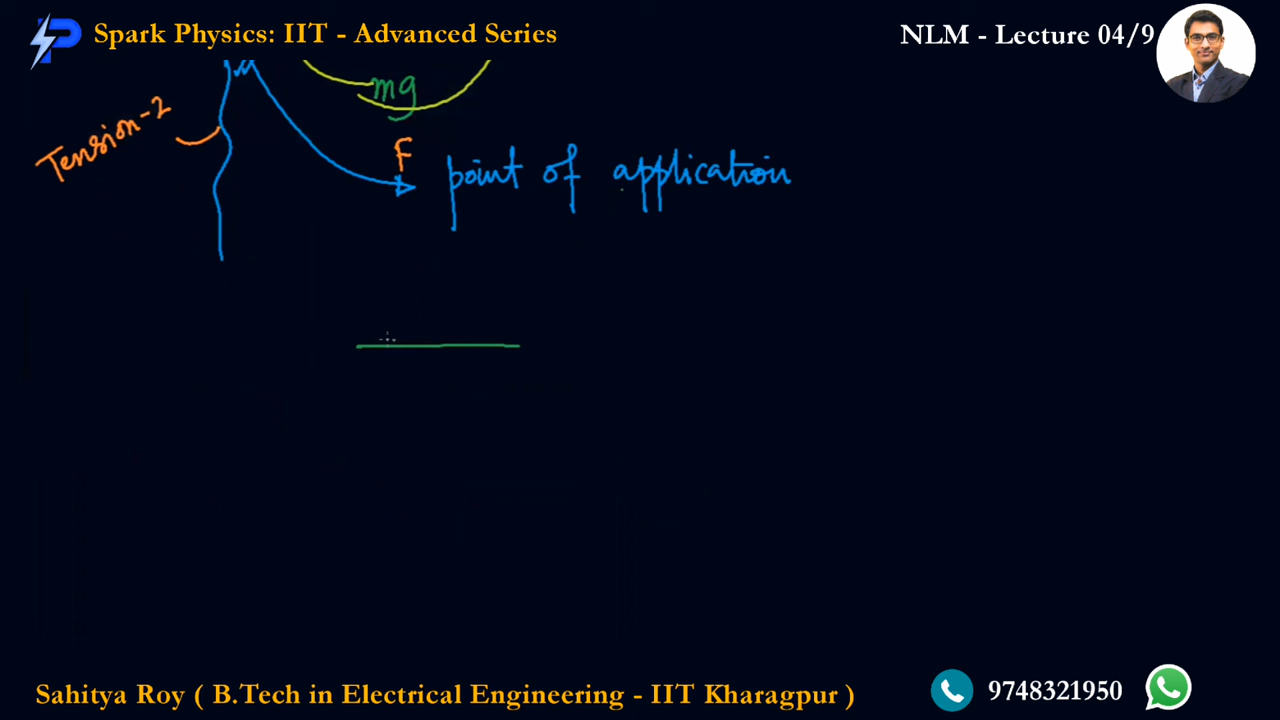 Spark Physics: IIT - Advanced Series
NLM - Lecture 04/9
mg
Tension-2
F
point of application
Sahitya Roy ( B.Tech in Electrical Engineering - IIT Kharagpur )
9748321950